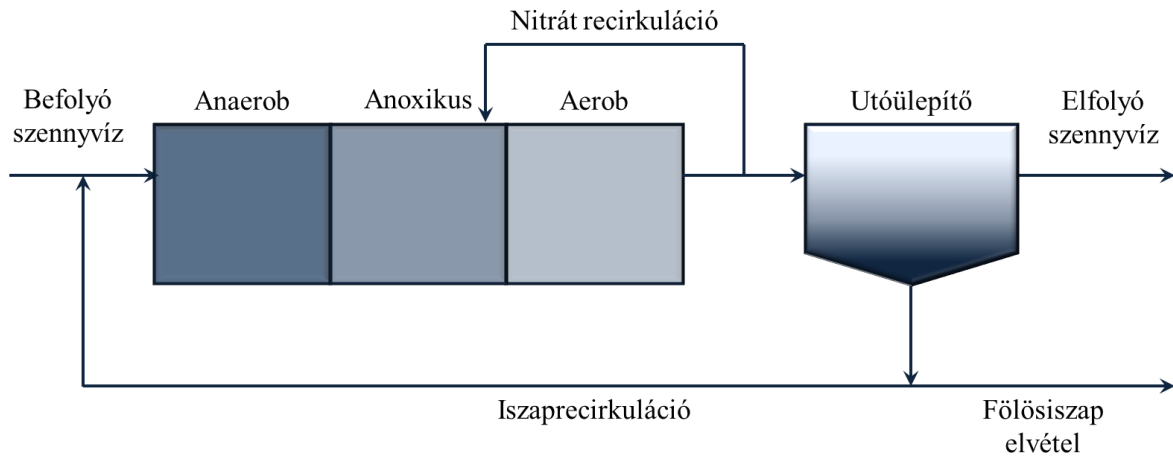 Nitrát recirkuláció
Befolyó
szennyvíz
Anaerob
Anoxikus
Aerob
Utóülepítő
Elfolyó
szennyvíz
Iszaprecirkuláció
Fölösiszap
elvétel